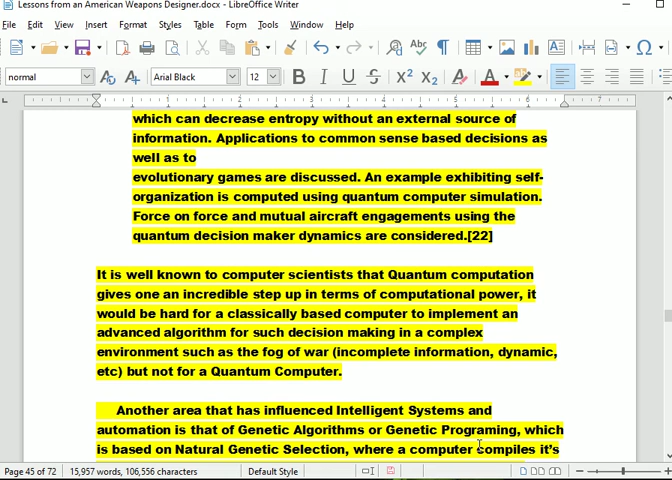 Lessons from an American Weapons Designer.docx - LibreOffice Writer
File Edit View Insert Format Styles Table Form Tools Window Help
normal Arial Black 12
which can decrease entropy without an external source of
information. Applications to common sense based decisions as
well as to
evolutionary games are discussed. An example exhibiting self-
organization is computed using quantum computer simulation.
Force on force and mutual aircraft engagements using the
quantum decision maker dynamics are considered.[22]
It is well known to computer scientists that Quantum computation
gives one an incredible step up in terms of computational power, it
would be hard for a classically based computer to implement an
advanced algorithm for such decision making in a complex
environment such as the fog of war (incomplete information, dynamic,
etc) but not for a Quantum Computer.
Another area that has influenced Intelligent Systems and
automation is that of Genetic Algorithms or Genetic Programing, which
is based on Natural Genetic Selection, where a computer compiles it's
Page 45 of 72 15,957 words, 106,556 characters Default Style